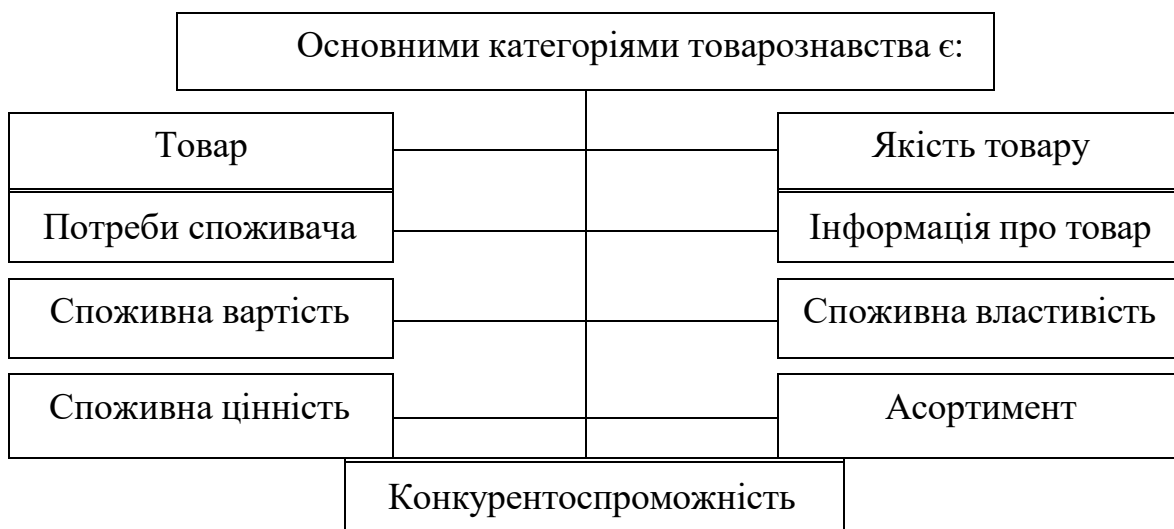 Основними категоріями товарознавства є:
Товар
Якість товару
Потреби споживача
Інформація про товар
Споживна вартість
Споживна властивість
Споживна цінність
Асортимент
Конкурентоспроможність